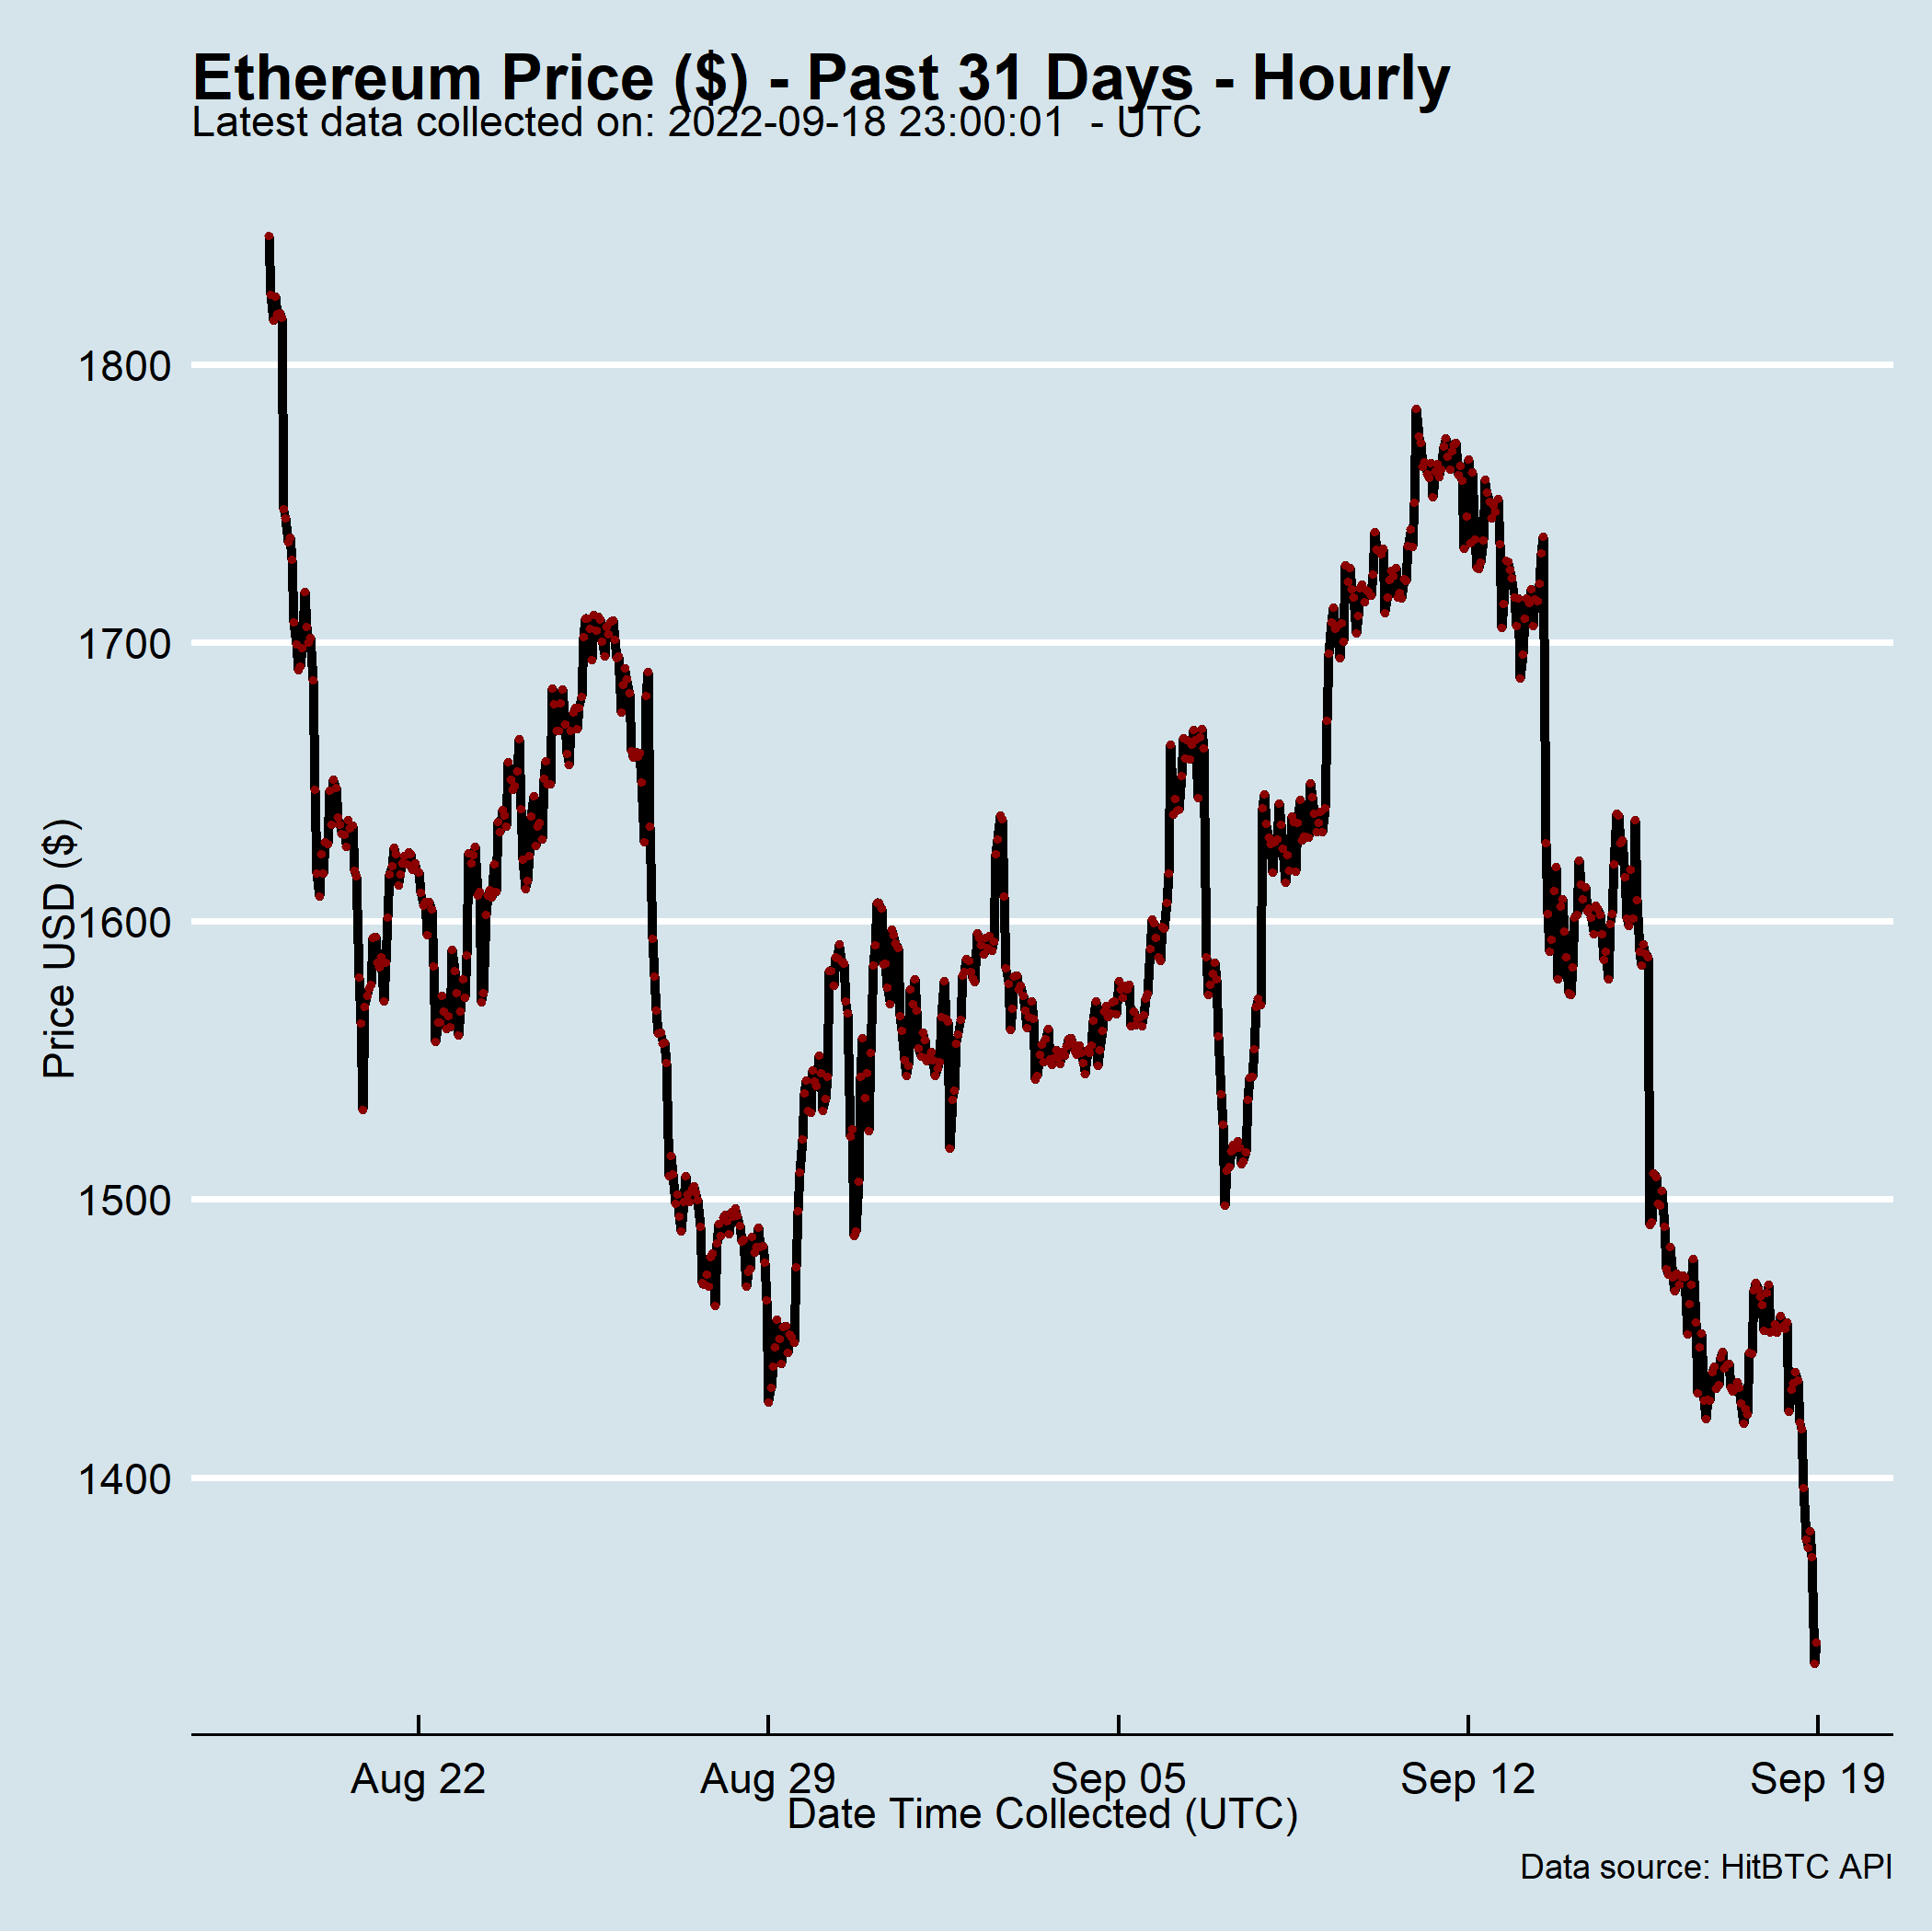 Ethereum Price ($) - Past 31 Days - Hourly
Latest data collected on: 2022-09-18 23:00:01  - UTC
Price USD ($)
1800
1700
1600
1500
1400
Aug 22
Aug 29
Sep 05
Sep 12
Sep 19
Date Time Collected (UTC)
Data source: HitBTC API